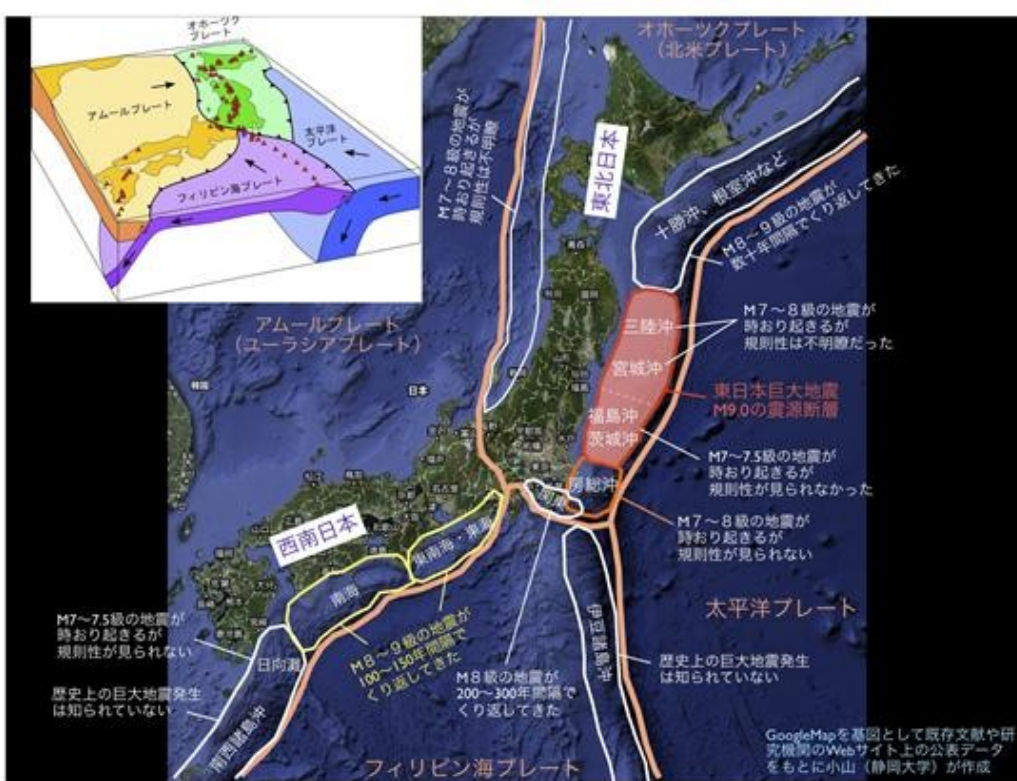 オホーツク
プレート
アムールプレート
太平洋
プレート
フィリピン海プレート
オホーツクプレート
(北米プレート)
M7〜8級の地震が
時おり起きるが
規則性は不明瞭
東北日本
十勝沖、根室沖など
M8〜9級の地震が
数十年間隔でくり返してきた
アムールプレート
(ユーラシアプレート)
日本
三陸沖
宮城沖
福島沖
茨城沖
M7〜8級の地震が
時おり起きるが
規則性は不明瞭だった
東日本巨大地震
M9.0の震源断層
M7〜7.5級の地震が
時おり起きるが
規則性が見られなかった
房総沖
関東
M7〜8級の地震が
時おり起きるが
規則性が見られない
西南日本
東南海・東海
南海
日向灘
M7〜7.5級の地震が
時おり起きるが
規則性が見られない
歴史上の巨大地震発生
は知られていない
南西諸島沖
M8〜9級の地震が
100〜150年間隔で
くり返してきた
M8級の地震が
200〜300年間隔で
くり返してきた
伊豆諸島沖
太平洋プレート
歴史上の巨大地震発生
は知られていない
フィリピン海プレート
GoogleMapを基図として既存文献や研
究機関のWebサイト上の公表データ
をもとに小山(静岡大学)が作成